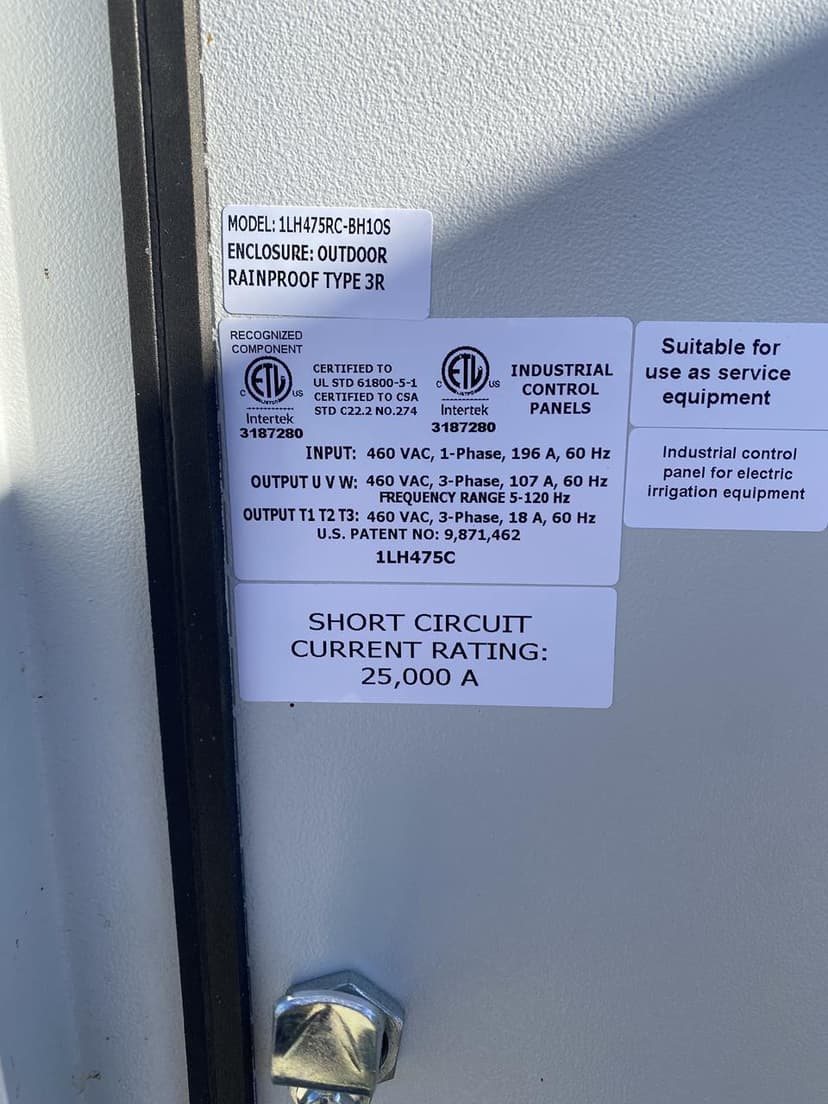 MODEL: 1LH475RC-BH10S
ENCLOSURE: OUTDOOR
RAINPROOF TYPE 3R
RECOGNIZED
COMPONENT
C ETL US
Intertek
3187280
CERTIFIED TO
UL STD 61800-5-1
CERTIFIED TO CSA
STD C22.2 NO.274
C ETL US
Intertek
3187280
INDUSTRIAL
CONTROL
PANELS
INPUT: 460 VAC, 1-Phase, 196 A, 60 Hz
OUTPUT U V W: 460 VAC, 3-Phase, 107 A, 60 Hz
FREQUENCY RANGE 5-120 Hz
OUTPUT T1 T2 T3: 460 VAC, 3-Phase, 18 A, 60 Hz
U.S. PATENT NO: 9,871,462
1LH475C
Suitable for
use as service
equipment
Industrial control
panel for electric
irrigation equipment
SHORT CIRCUIT
CURRENT RATING:
25,000 A